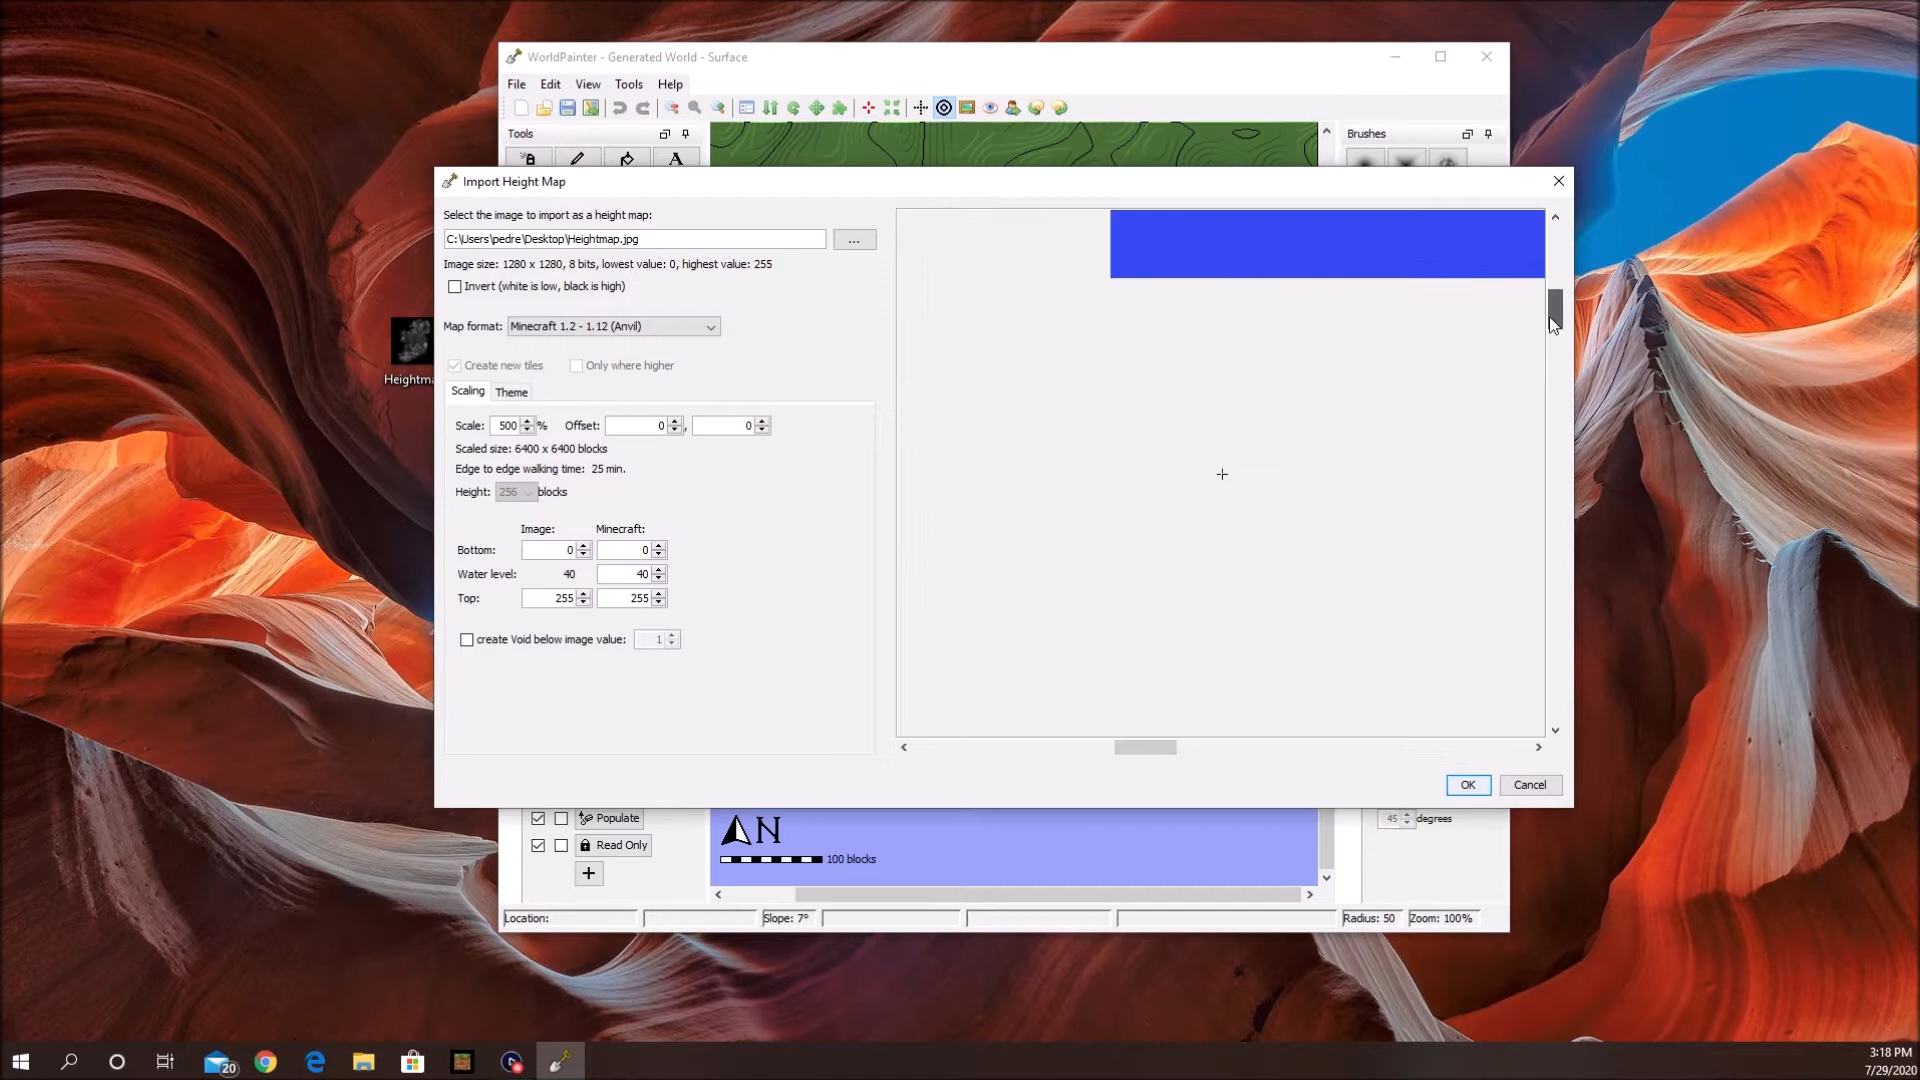 WorldPainter - Generated World - Surface
File Edit View Tools Help
Tools
Brushes
A
Import Height Map
Select the image to import as a height map:
C:\Users\pedre\Desktop\Heightmap.jpg
...
Image size: 1280 x 1280, 8 bits, lowest value: 0, highest value: 255
Invert (white is low, black is high)
Map format: Minecraft 1.2 - 1.12 (Anvil)
Heightma
Create new tiles Only where higher
Scaling Theme
Scale: 500 % Offset: 0 , 0
Scaled size: 6400 x 6400 blocks
Edge to edge walking time: 25 min.
Height: 256 blocks
Image: Minecraft:
Bottom: 0 0
Water level: 40 40
Top: 255 255
create Void below image value: 1
OK Cancel
Populate
Read Only
N
100 blocks
45 degrees
Location: Slope: 7° Radius: 50 Zoom: 100%
20
3:18 PM
7/29/2020